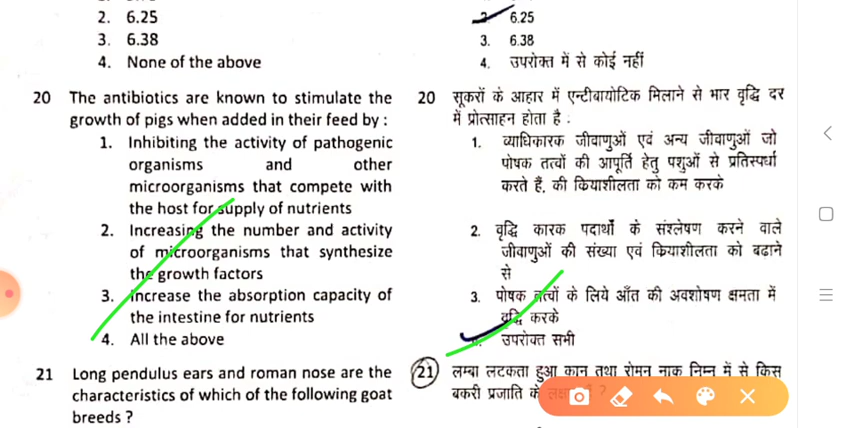 2. 6.25
3. 6.38
4. None of the above
20 The antibiotics are known to stimulate the
growth of pigs when added in their feed by :
1. Inhibiting the activity of pathogenic
organisms and other
microorganisms that compete with
the host for supply of nutrients
2. Increasing the number and activity
of microorganisms that synthesize
the growth factors
3. Increase the absorption capacity of
the intestine for nutrients
4. All the above
21 Long pendulus ears and roman nose are the
characteristics of which of the following goat
breeds ?
2. 6.25
3. 6.38
4. उपरोक्त में से कोई नहीं
20 सूकरों के आहार में एन्टीबायोटिक मिलाने से भार वृद्धि दर
में प्रोत्साहन होता है :
1. व्याधिकारक जीवाणुओं एवं अन्य जीवाणुओं जो
पोषक तत्वों की आपूर्ति हेतु पशुओं से प्रतिस्पर्धा
करते हैं, की कियाशीलता को कम करके
2. वृद्धि कारक पदार्थों के संश्लेषण करने वाले
जीवाणुओं की संख्या एवं कियाशीलता को बढाने
से
3. पोषक तत्वों के लिये आँत की अवशोषण क्षमता में
वृद्धि करके
उपरोक्त सभी
21 लम्बा लटकता हुआ कान तथा रोमन नाक निम्न में से किस
बकरी प्रजाति के